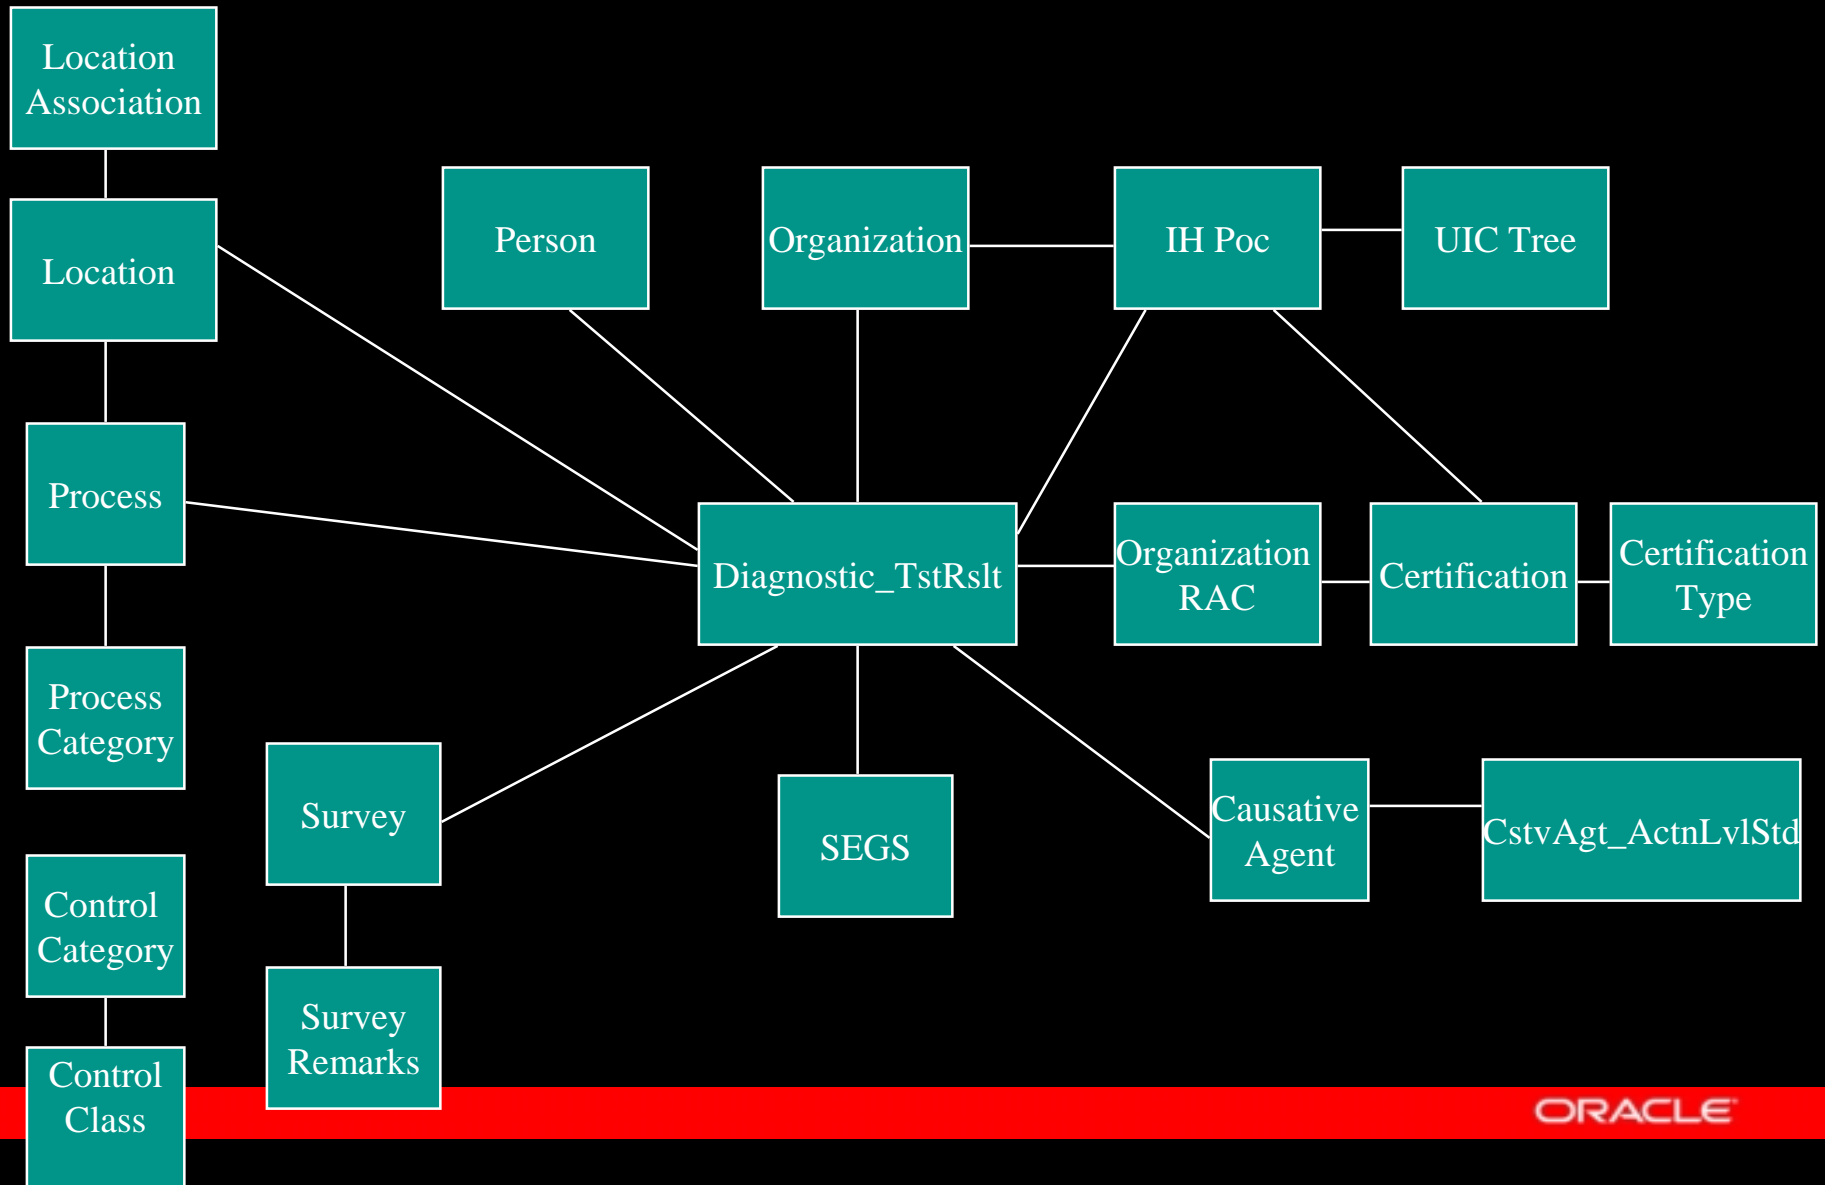 Location
Association
Person
Organization
IH Poc
UIC Tree
Location
Process
Diagnostic_TstRslt
Organization
RAC
Certification
Certification
Type
Process
Category
Survey
SEGS
Causative
Agent
CstvAgt_ActnLvlStd
Control
Category
Survey
Remarks
Control
Class
ORACLE